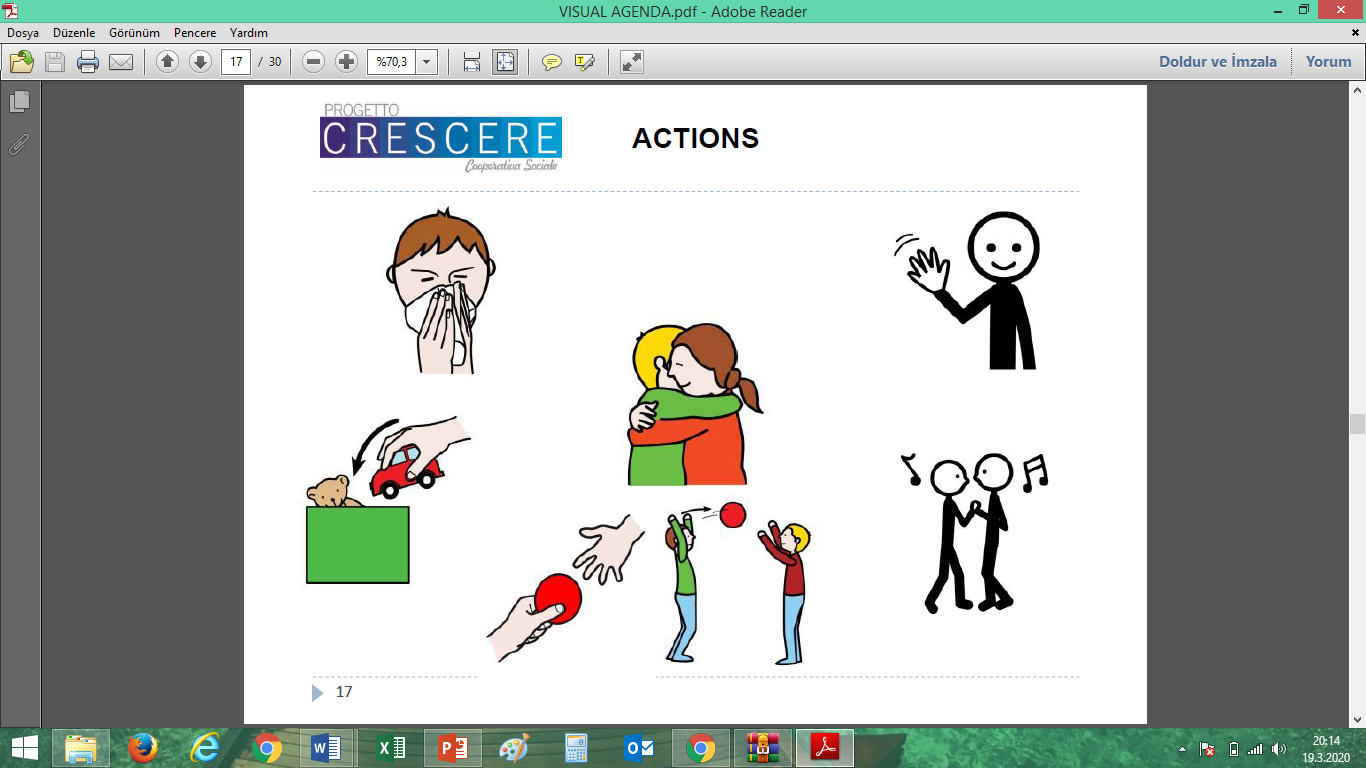 VISUAL AGENDA.pdf - Adobe Reader
Dosya Düzenle Görünüm Pencere Yardım
17 / 30 %70,3 Doldur ve İmzala Yorum
PROGETTO
CRESCERE
Cooperativa Sociale
ACTIONS
17
20:14
19.3.2020